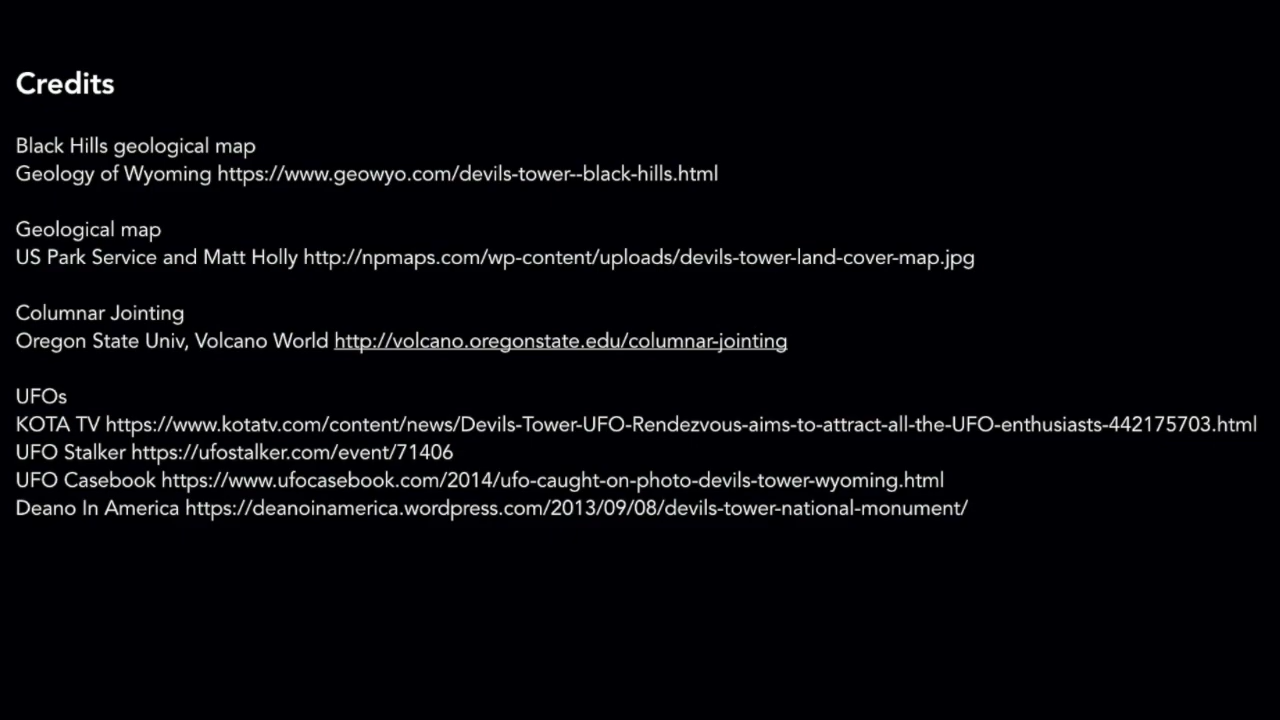 Credits
Black Hills geological map
Geology of Wyoming https://www.geowyo.com/devils-tower--black-hills.html
Geological map
US Park Service and Matt Holly http://npmaps.com/wp-content/uploads/devils-tower-land-cover-map.jpg
Columnar Jointing
Oregon State Univ, Volcano World http://volcano.oregonstate.edu/columnar-jointing
UFOs
KOTA TV https://www.kotatv.com/content/news/Devils-Tower-UFO-Rendezvous-aims-to-attract-all-the-UFO-enthusiasts-442175703.html
UFO Stalker https://ufostalker.com/event/71406
UFO Casebook https://www.ufocasebook.com/2014/ufo-caught-on-photo-devils-tower-wyoming.html
Deano In America https://deanoinamerica.wordpress.com/2013/09/08/devils-tower-national-monument/